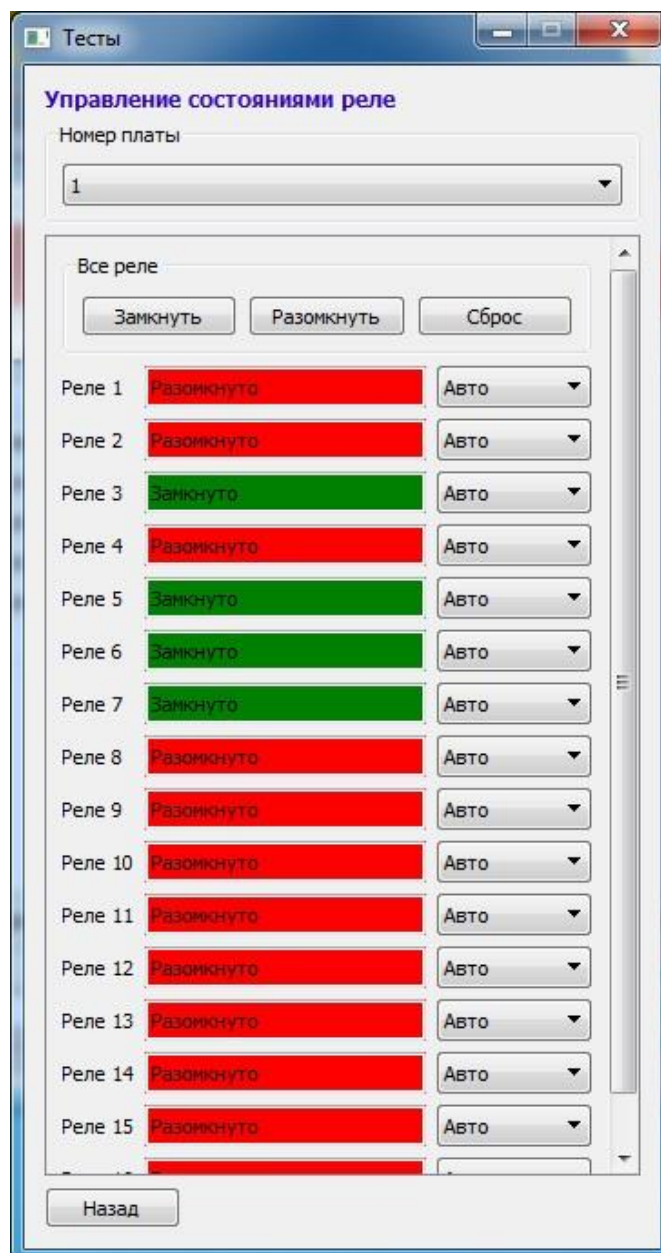 Тесты
Управление состояниями реле
Номер платы
1
Все реле
Замкнуть Разомкнуть Сброс
Реле 1 Разомкнуто Авто
Реле 2 Разомкнуто Авто
Реле 3 Замкнуто Авто
Реле 4 Разомкнуто Авто
Реле 5 Замкнуто Авто
Реле 6 Замкнуто Авто
Реле 7 Замкнуто Авто
Реле 8 Разомкнуто Авто
Реле 9 Разомкнуто Авто
Реле 10 Разомкнуто Авто
Реле 11 Разомкнуто Авто
Реле 12 Разомкнуто Авто
Реле 13 Разомкнуто Авто
Реле 14 Разомкнуто Авто
Реле 15 Разомкнуто Авто
Назад